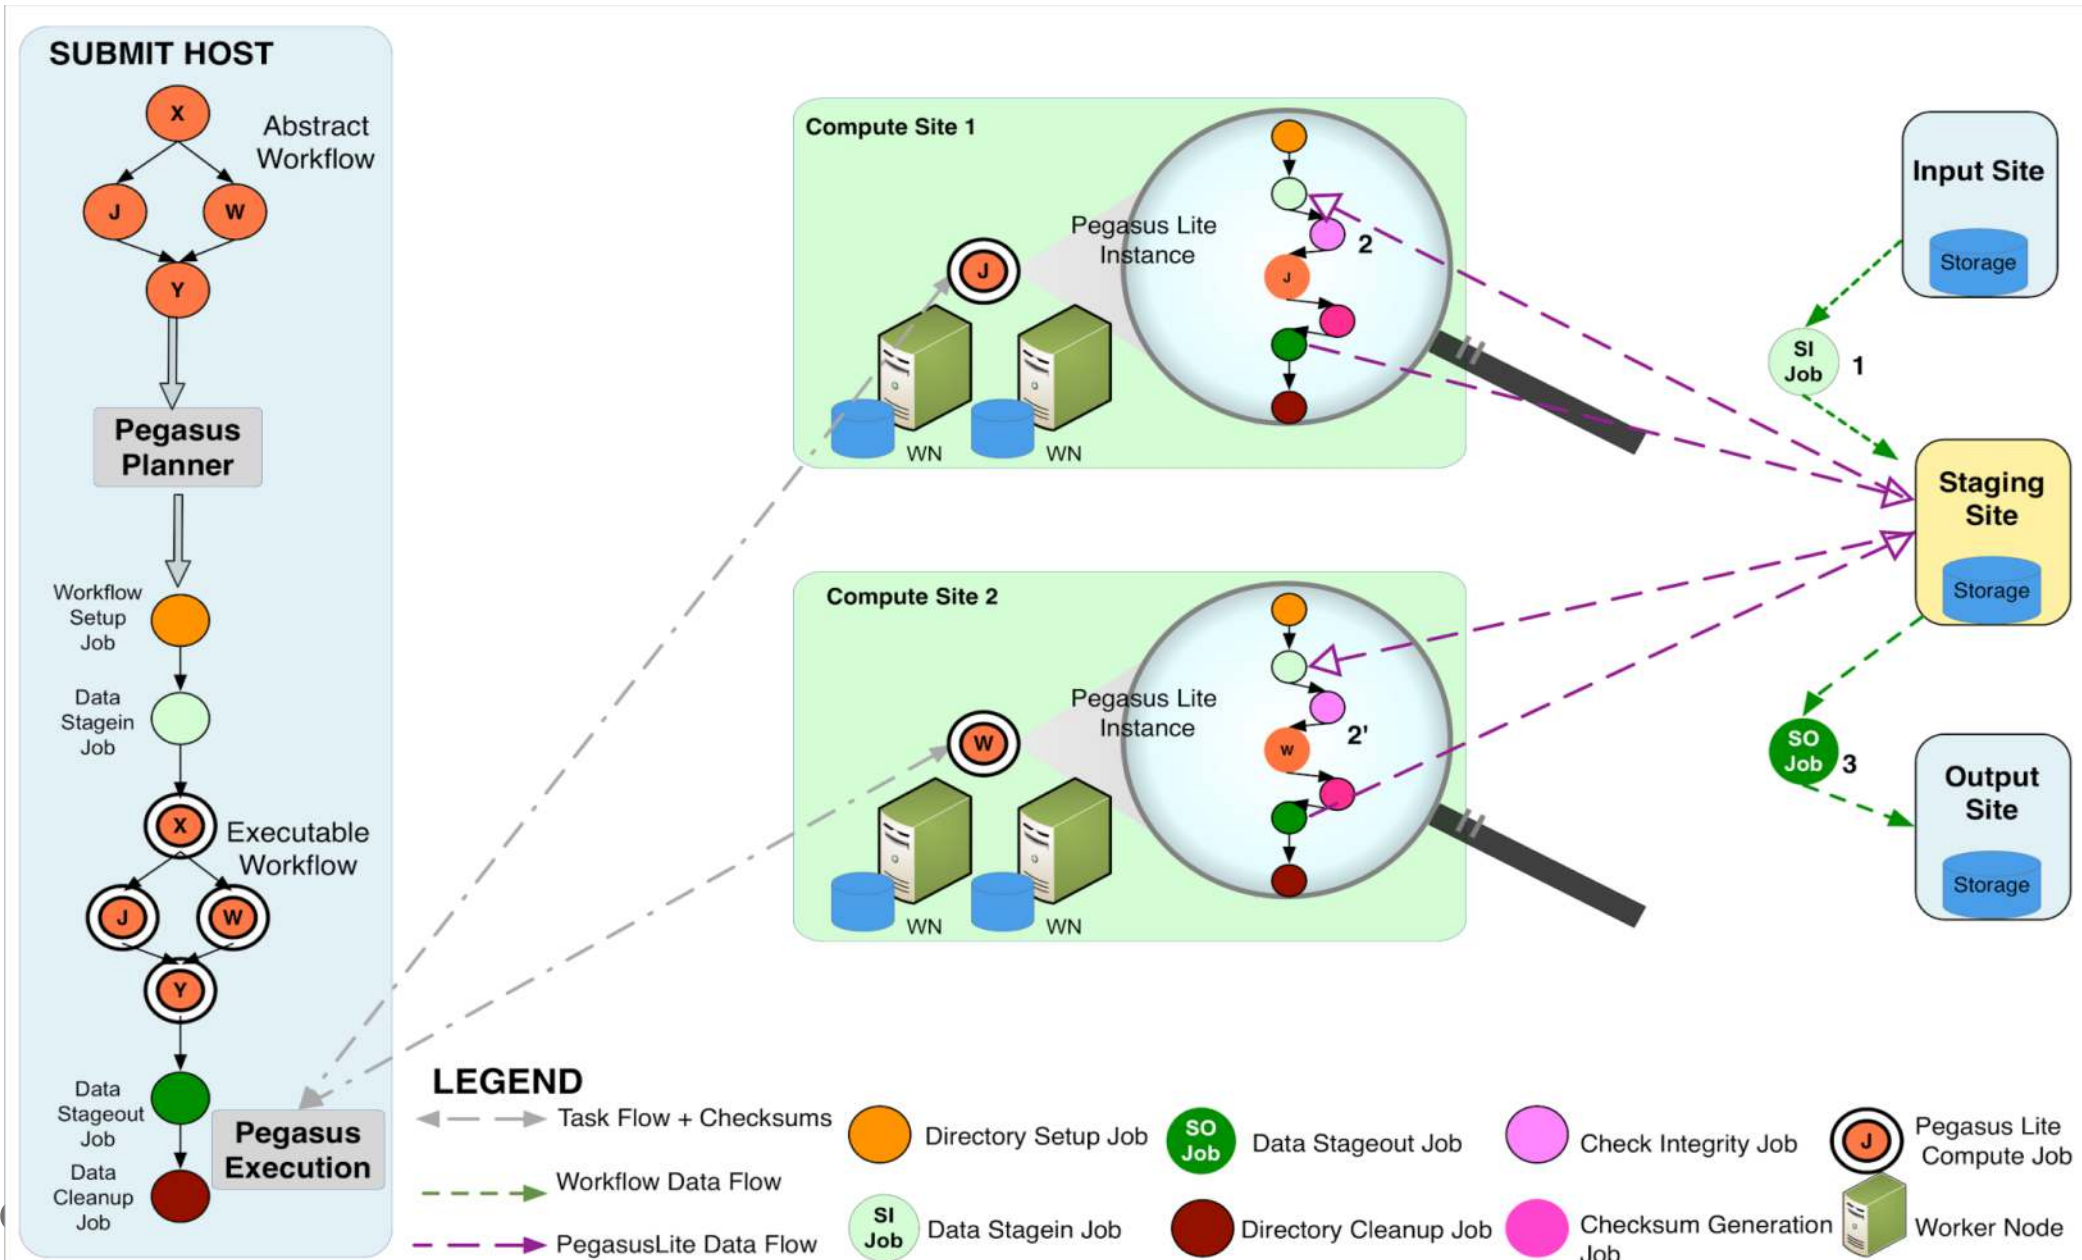 SUBMIT HOST
X
Abstract
Workflow
J
W
Y
Pegasus
Planner
Workflow
Setup
Job
Data
Stagein
Job
X
Executable
Workflow
J
W
Y
Data
Stageout
Job
Pegasus
Execution
Data
Cleanup
Job
Compute Site 1
Pegasus Lite
Instance
J
2
J
WN
WN
Compute Site 2
Pegasus Lite
Instance
W
2'
W
WN
WN
Input Site
Storage
SI
Job
1
Staging
Site
Storage
SO
Job
3
Output
Site
Storage
LEGEND
Task Flow + Checksums
Workflow Data Flow
PegasusLite Data Flow
Directory Setup Job
SI
Job
Data Stagein Job
SO
Job
Data Stageout Job
Directory Cleanup Job
Check Integrity Job
Checksum Generation
Job
J
Pegasus Lite
Compute Job
Worker Node